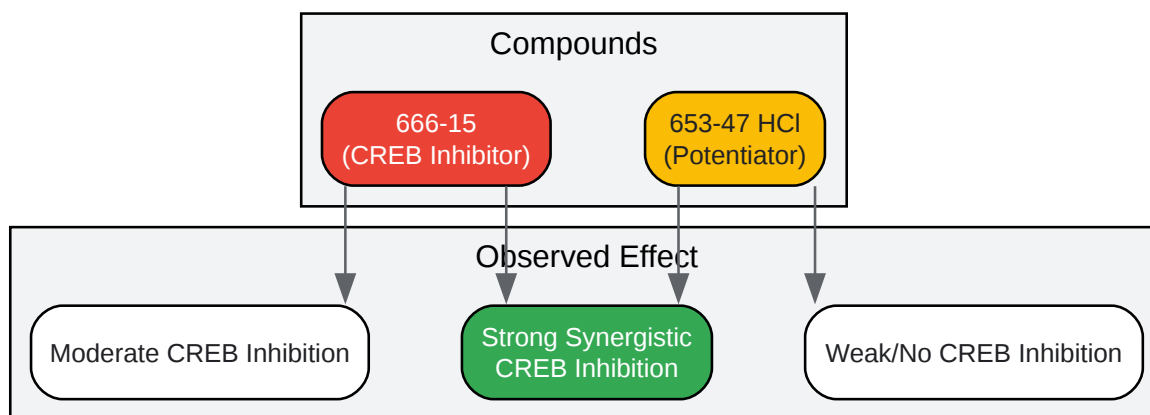 Compounds
666-15
(CREB Inhibitor)
653-47 HCl
(Potentiator)
Observed Effect
Moderate CREB Inhibition
Strong Synergistic
CREB Inhibition
Weak/No CREB Inhibition